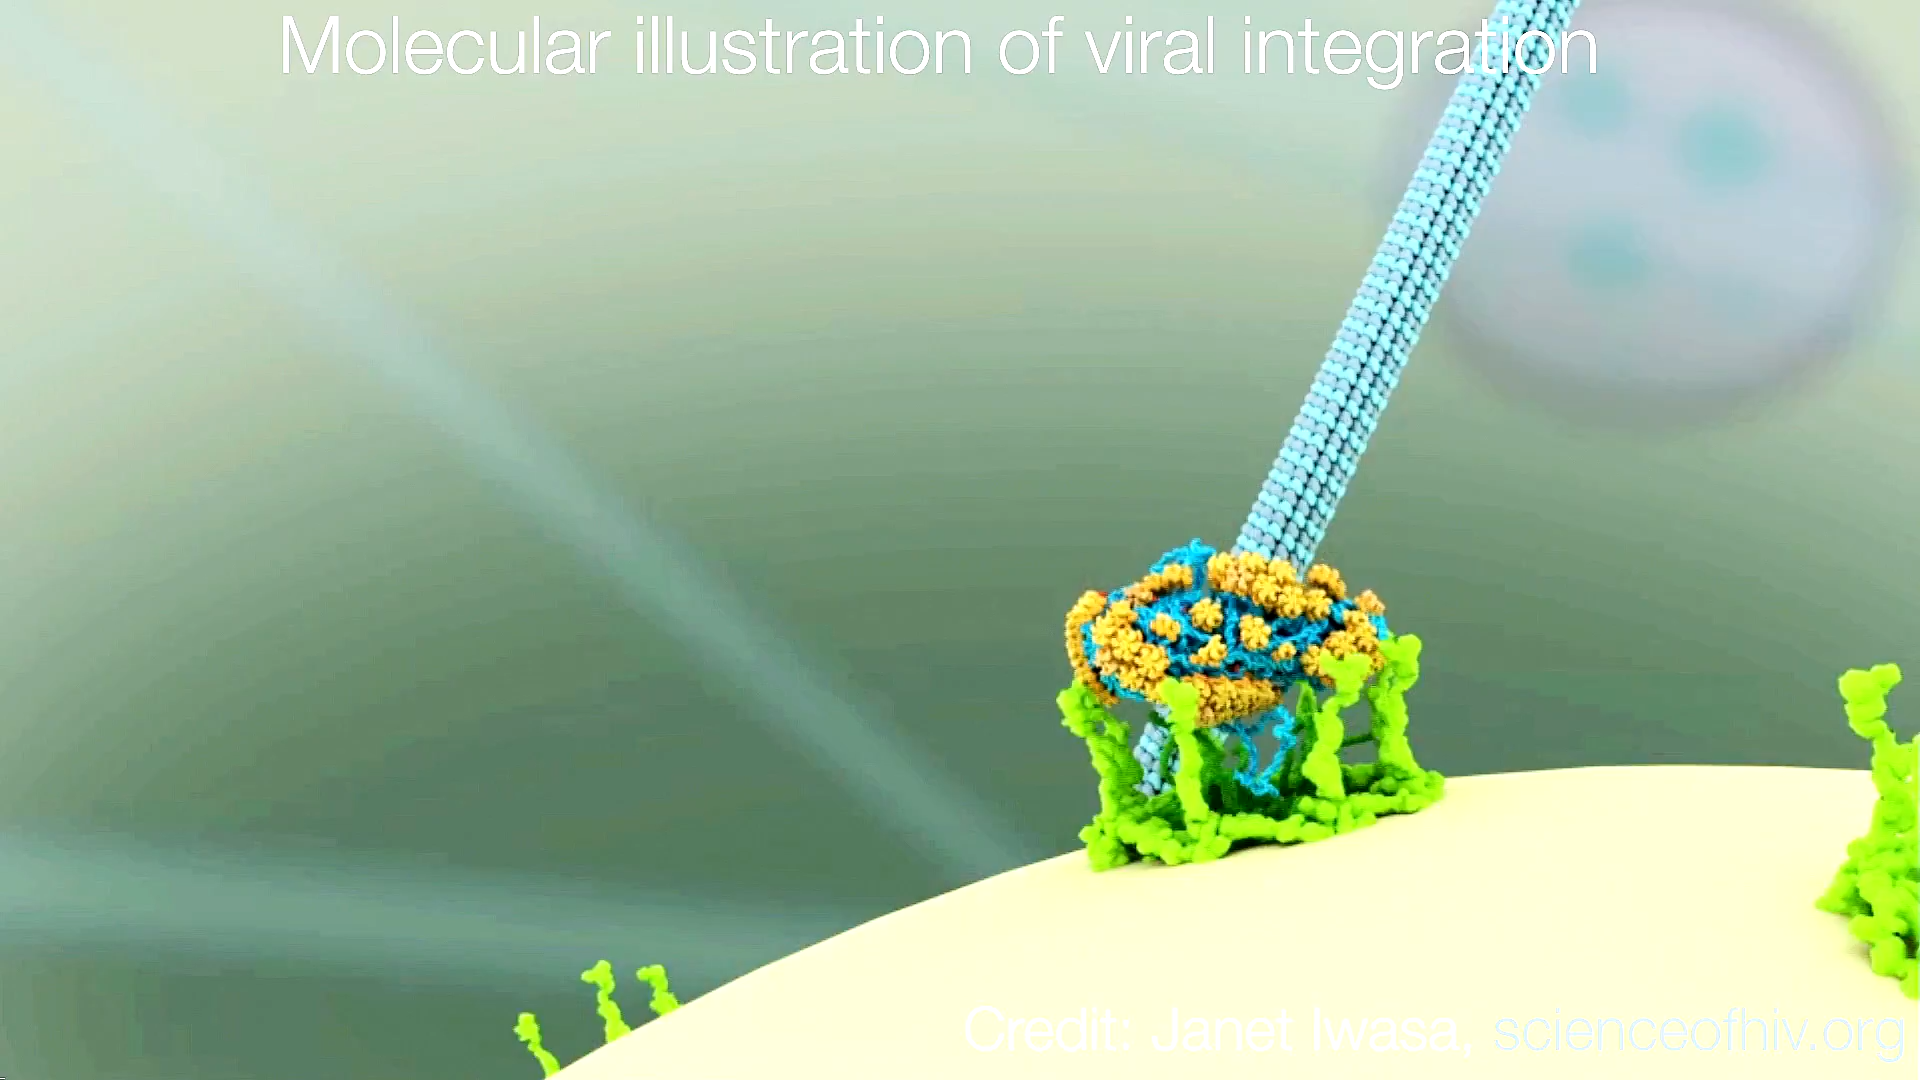 Molecular illustration of viral integration
Credit: Janet Iwasa, scienceofhiv.org